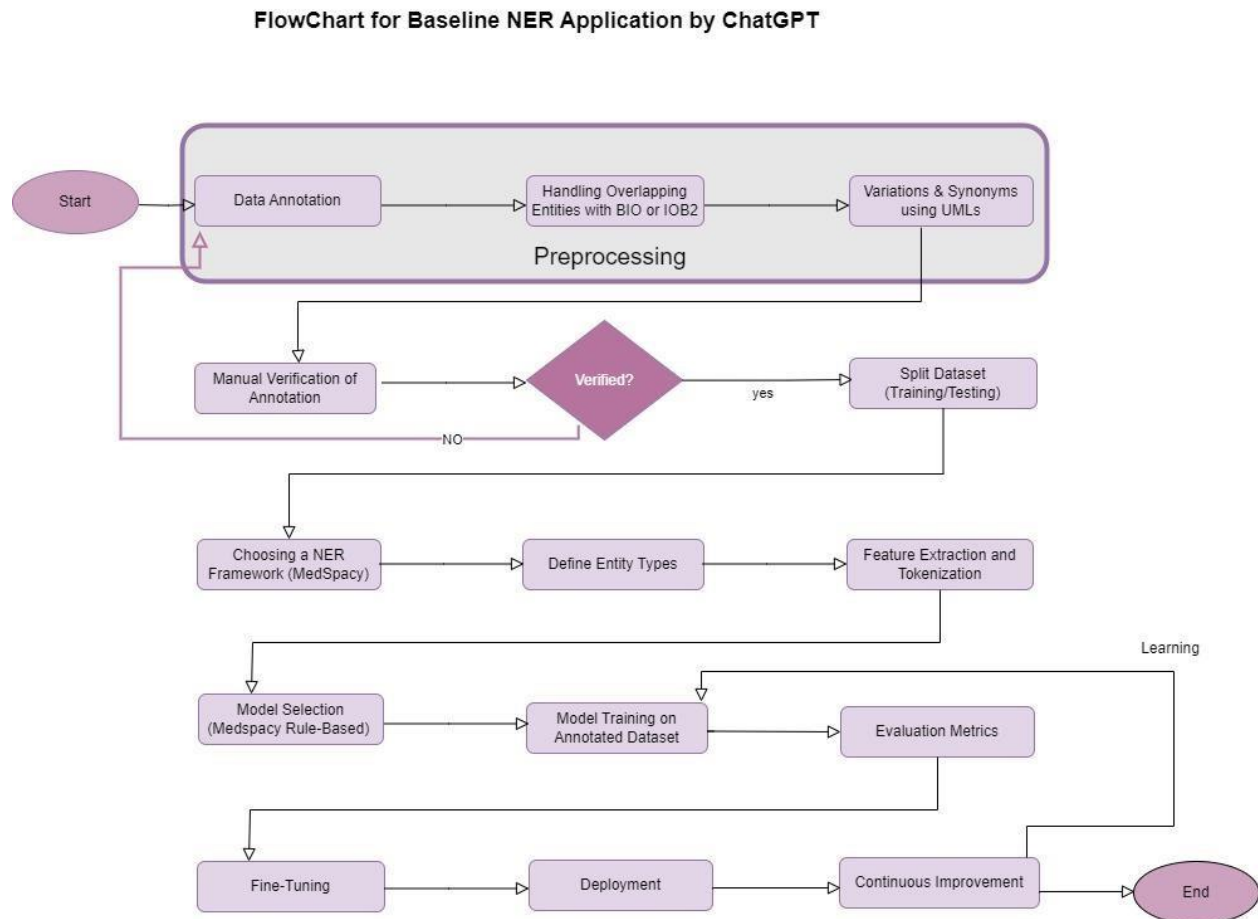 FlowChart for Baseline NER Application by ChatGPT
Start
Data Annotation
Handling Overlapping
Entities with BIO or IOB2
Variations & Synonyms
using UMLs
Preprocessing
Manual Verification of
Annotation
Verified?
yes
Split Dataset
(Training/Testing)
NO
Choosing a NER
Framework (MedSpacy)
Define Entity Types
Feature Extraction and
Tokenization
Learning
Model Selection
(Medspacy Rule-Based)
Model Training on
Annotated Dataset
Evaluation Metrics
Fine-Tuning
Deployment
Continuous Improvement
End